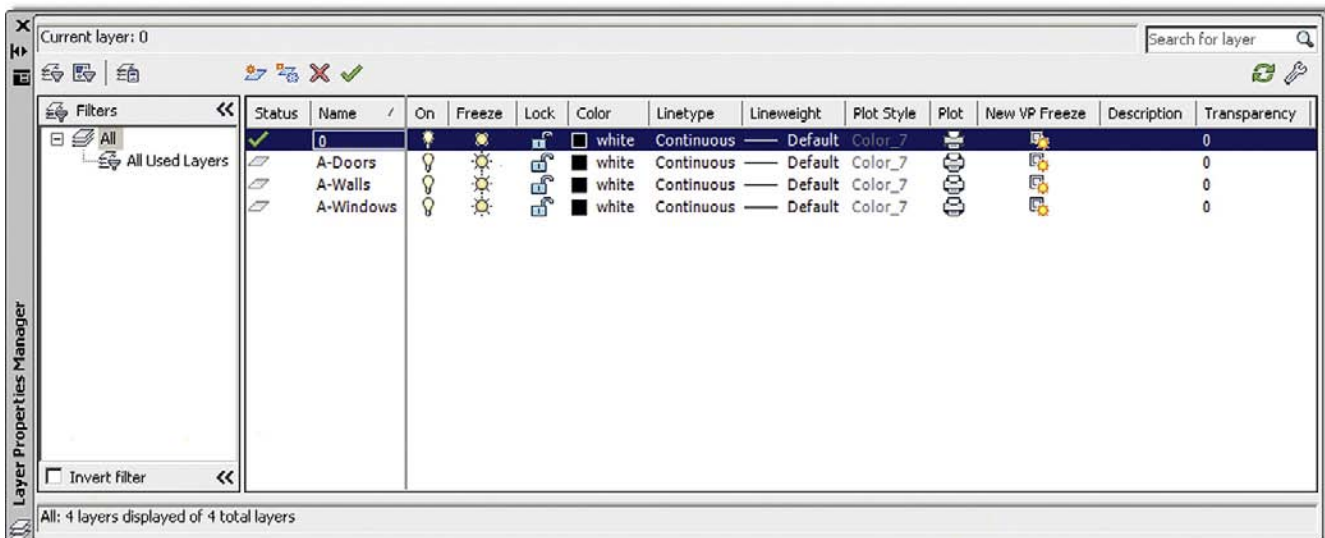 Current layer: 0
Search for layer
Filters
Status Name / On Freeze Lock Color Linetype Lineweight Plot Style Plot New VP Freeze Description Transparency
All
0 white Continuous Default Color_7 0
All Used Layers
A-Doors white Continuous Default Color_7 0
A-Walls white Continuous Default Color_7 0
A-Windows white Continuous Default Color_7 0
Invert filter
All: 4 layers displayed of 4 total layers
Layer Properties Manager